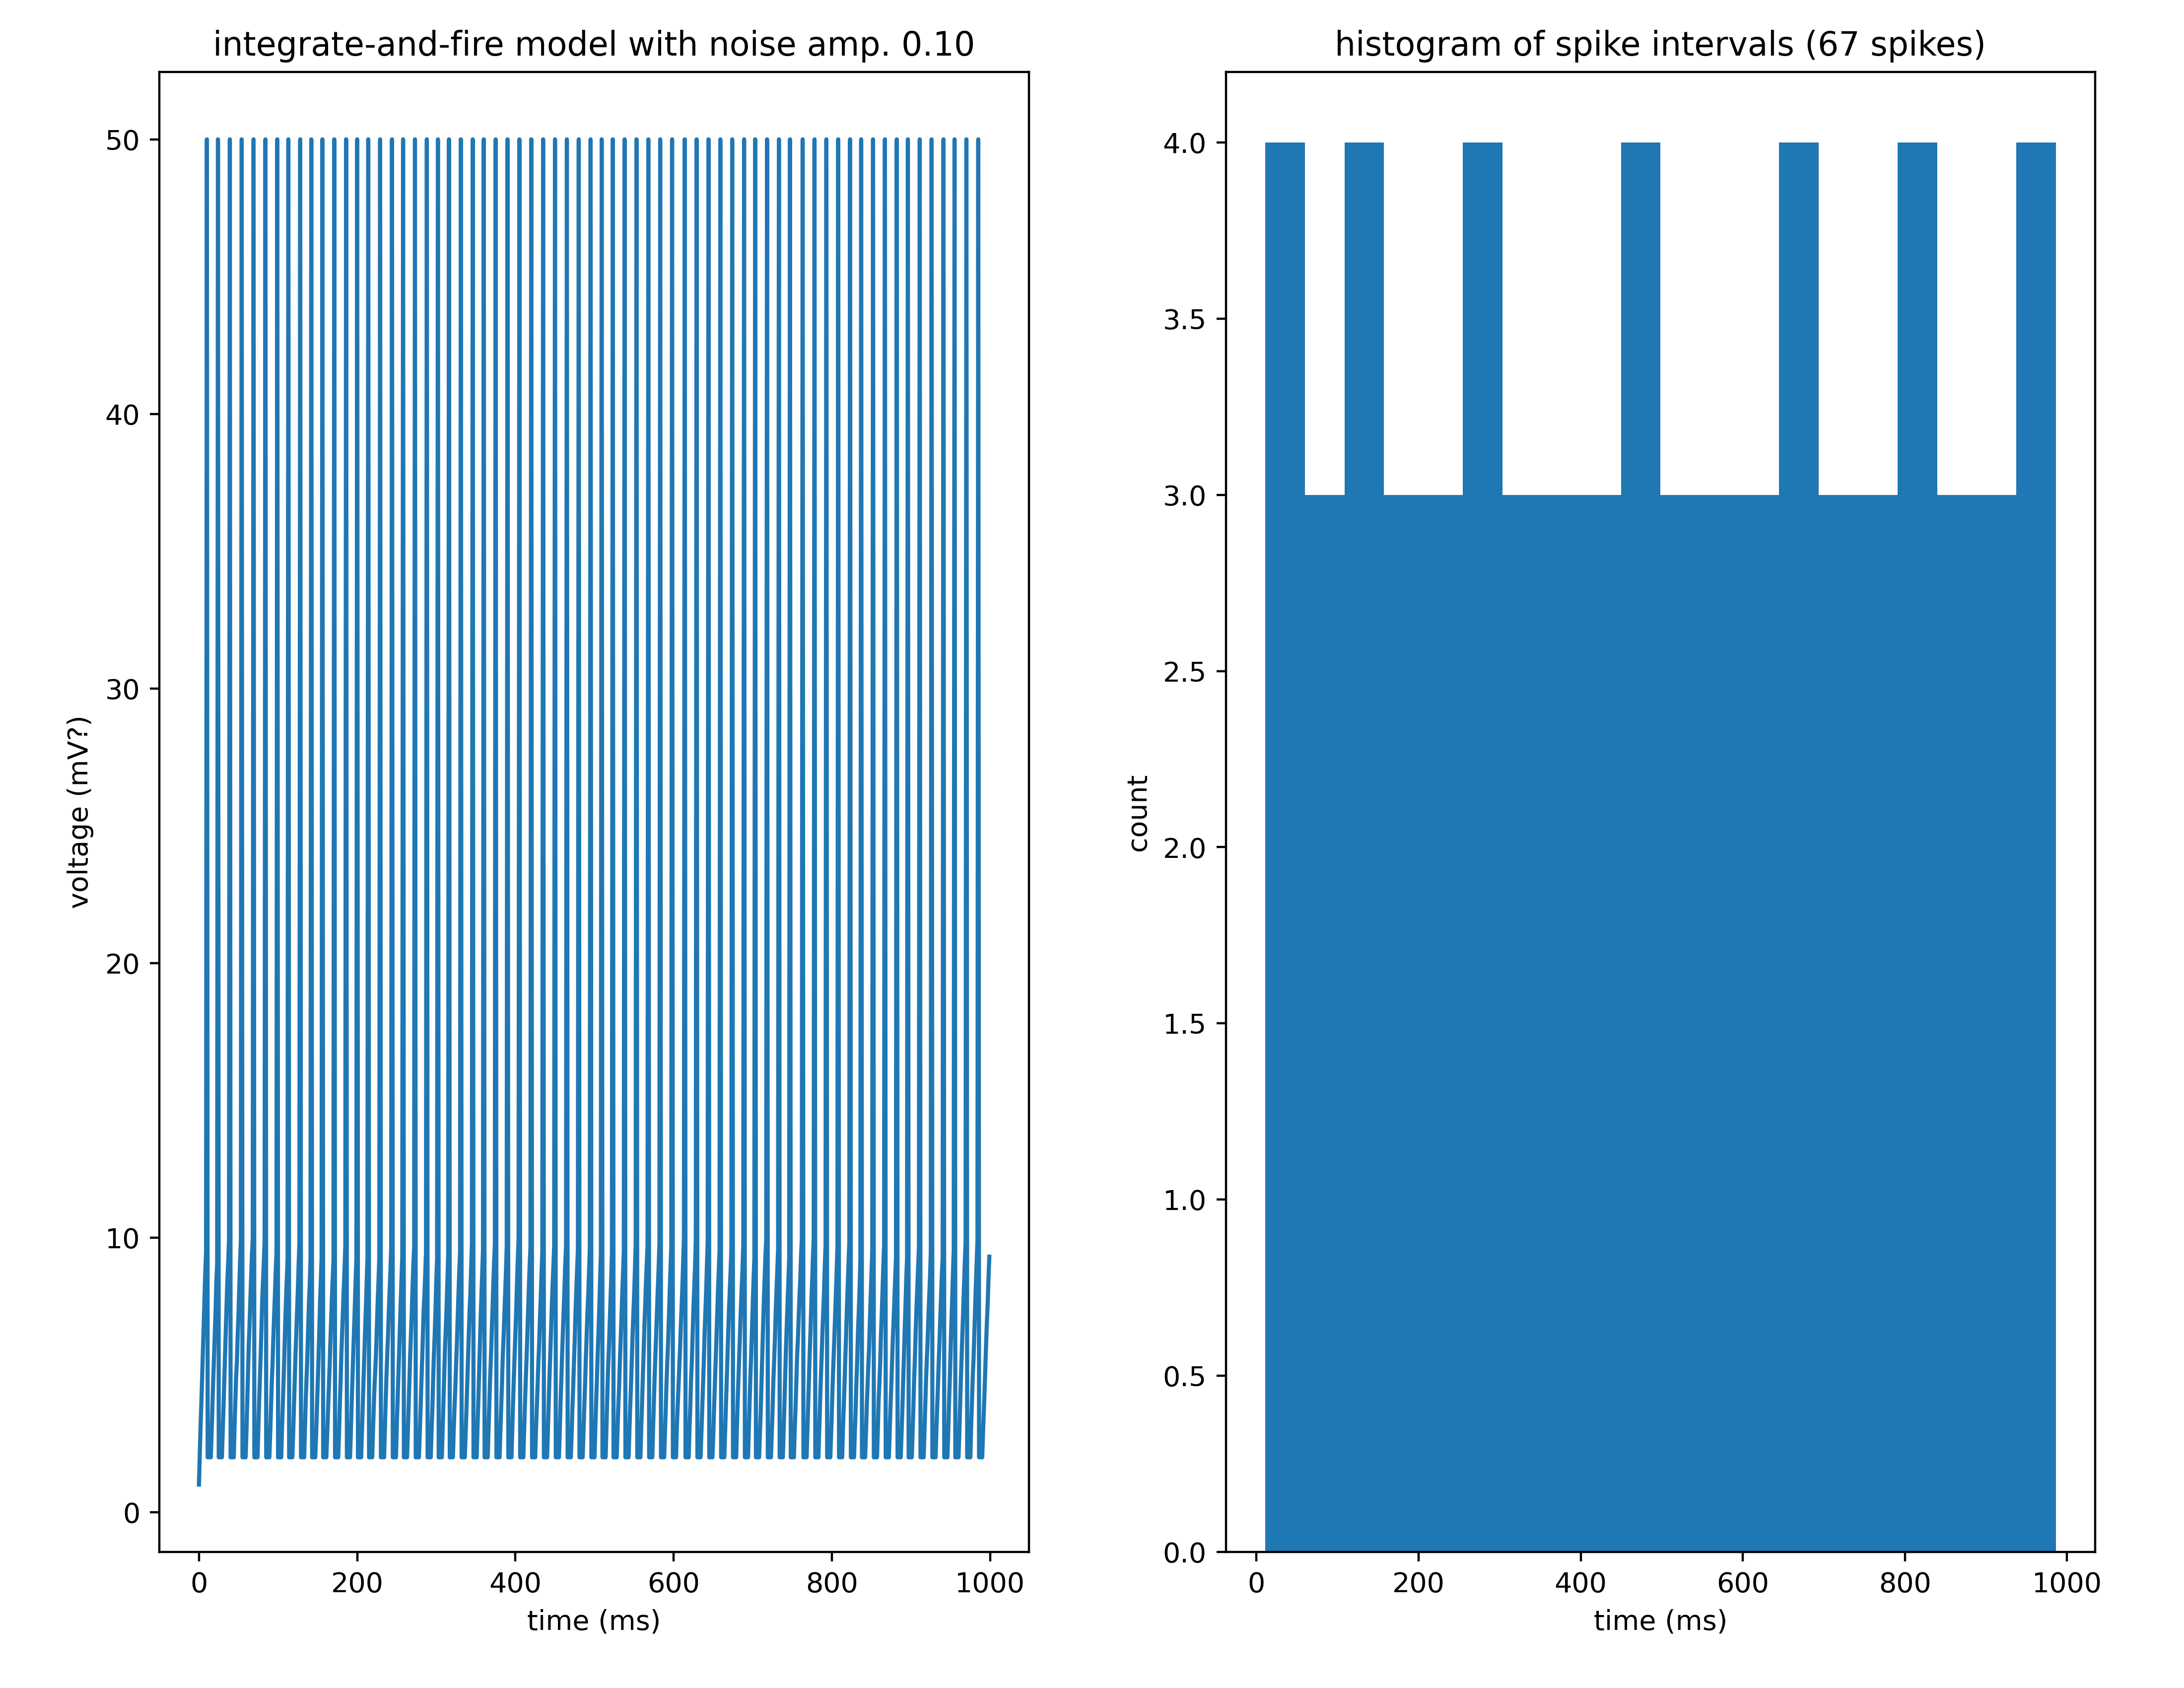 integrate-and-fire model with noise amp. 0.10
voltage (mV?)
50
40
30
20
10
0
0 200 400 600 800 1000
time (ms)
histogram of spike intervals (67 spikes)
count
4.0
3.5
3.0
2.5
2.0
1.5
1.0
0.5
0.0
0 200 400 600 800 1000
time (ms)